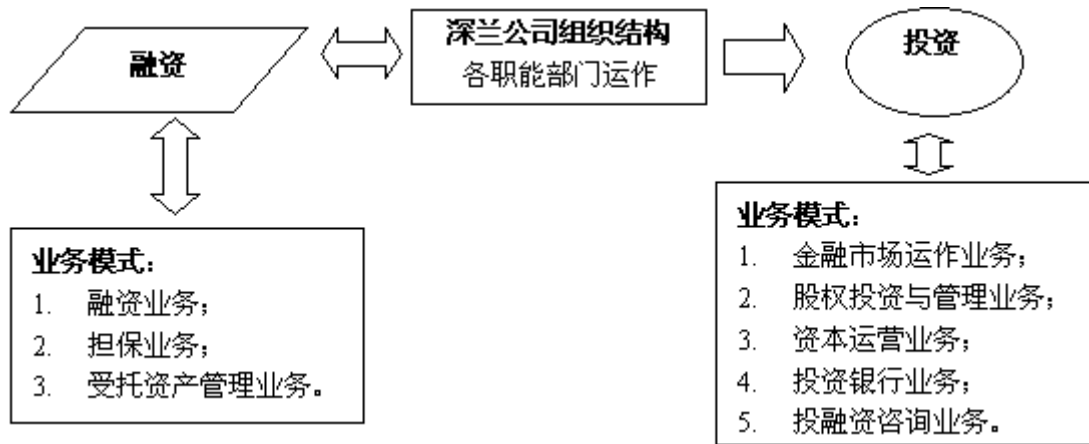 融资
深兰公司组织结构
各职能部门运作
投资
业务模式：
1. 融资业务；
2. 担保业务；
3. 受托资产管理业务。
业务模式：
1. 金融市场运作业务；
2. 股权投资与管理业务；
3. 资本运营业务；
4. 投资银行业务；
5. 投融资咨询业务。